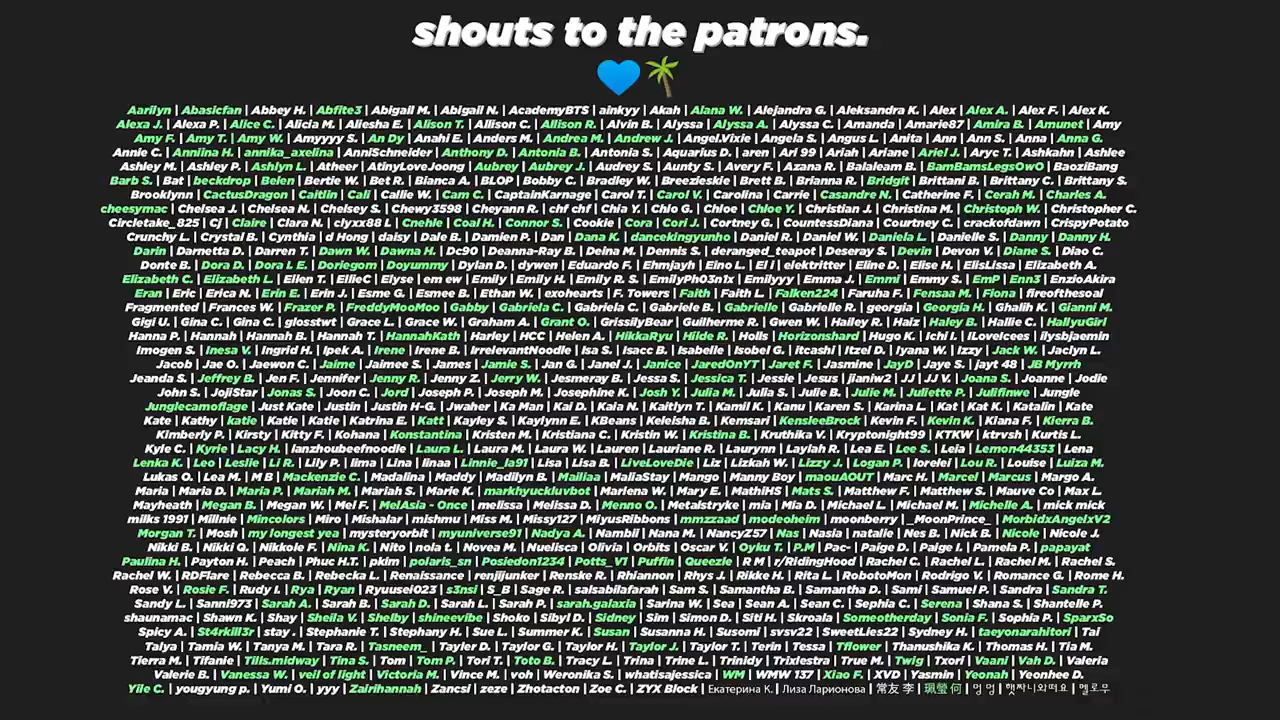 shouts to the patrons.
Aarilyn | Abasicfan | Abbey H. | Abfite3 | Abigail M. | Abigail N. | AcademyBTS | ainkyy | Akah | Alana W. | Alejandra G. | Aleksandra K. | Alex | Alex A. | Alex F. | Alex K.
Alexa J. | Alexa P. | Alice C. | Alicia M. | Aliesha E. | Alison T. | Allison C. | Allison R. | Alvin B. | Alyssa | Alyssa A. | Alyssa C. | Amanda | Amarie87 | Amira B. | Amunet | Amy
Amy F. | Amy T. | Amy W. | Amyyyy S. | An Dy | Anahi E. | Anders M. | Andrea M. | Andrew J. | Angel.Vixie | Angela S. | Angus L. | Anita | Ann | Ann S. | Anna | Anna G.
Annie C. | Anniina H. | annika_axelina | AnniSchneider | Anthony D. | Antonia B. | Antonia S. | Aquarius D. | aren | Ari 99 | Ariah | Ariane | Ariel J. | Aryc T. | Ashkahn | Ashlee
Ashley M. | Ashley P. | Ashlyn L. | Atheer | AtinyLoveJoong | Aubrey | Aubrey J. | Audrey S. | Aunty S. | Avery F. | Azana R. | Balalean B. | BamBamsLegsOwO | BaoziBang
Barb S. | Bat | beckdrop | Belen | Bertie W. | Bet R. | Bianca A. | BLOP | Bobby C. | Bradley W. | Breezleskie | Brett B. | Brianna R. | Bridgit | Brittani B. | Brittany C. | Brittany S.
Brooklynn | CactusDragon | Caitlin | Cali | Callie W. | Cam C. | CaptainKarnage | Carol T. | Carol V. | Carolina | Carrie | Casandre N. | Catherine F. | Cerah M. | Charles A.
cheesymac | Chelsea J. | Chelsea N. | Chelsey S. | Chewy3598 | Cheyann R. | chf chf | Chia Y. | Chlo G. | Chloe | Chloe Y. | Christian J. | Christina M. | Christoph W. | Christopher C.
Circletake_825 | CJ | Claire | Clara N. | clyxx88 L | Cnehie | Coal H. | Connor S. | Cookie | Cora | Cori J. | Cortney G. | CountessDiana | Courtney C. | crackofdawn | CrispyPotato
Crunchy L. | Crystal B. | Cynthia | d Hong | daisy | Dale B. | Damien P. | Dan | Dana K. | dancekingyunho | Daniel R. | Daniel W. | Daniela L. | Danielle S. | Danny | Danny H.
Darin | Darnetta D. | Darren T. | Dawn W. | Dawna H. | Dc90 | Deanna-Ray B. | Deina M. | Dennis S. | deranged_teapot | Deseray S. | Devin | Devon V. | Diane S. | Diao C.
Donte B. | Dora D. | Dora L E. | Doriegom | Doyummy | Dylan D. | dywen | Eduardo F. | Ehmjayh | Eino L. | El i | elektritter | Eline D. | Elise H. | ElisLissa | Elizabeth A.
Elizabeth C. | Elizabeth L. | Ellen T. | EllieC | Elyse | em ew | Emily | Emily H. | Emily R. S. | EmilyPh03n1x | Emilyyy | Emma J. | Emmi | Emmy S. | EmP | Enn3 | EnzioAkira
Eran | Eric | Erica N. | Erin E. | Erin J. | Esme G. | Esmee B. | Ethan W. | exohearts | F. Towers | Faith | Faith L. | Falken224 | Faruha F. | Fensaa M. | Fiona | fireofthesoal
Fragmented | Frances W. | Frazer P. | FreddyMooMoo | Gabby | Gabriela C. | Gabriela C. | Gabriele B. | Gabrielle | Gabrielle R. | georgia | Georgia H. | Ghalih K. | Gianni M.
Gigi U. | Gina C. | Gina C. | glosstwt | Grace L. | Grace W. | Graham A. | Grant O. | GrissilyBear | Guilherme R. | Gwen W. | Hailey R. | Haiz | Haley B. | Hallie C. | HallyuGirl
Hanna P. | Hannah | Hannah B. | Hannah T. | HannahKath | Harley | HCC | Helen A. | HikkaRyu | Hilde R. | Holls | Horizonshard | Hugo K. | Ichi I. | ILoveIcees | ilysbjaemin
Imogen S. | Inesa V. | Ingrid H. | Ipek A. | Irene | Irene B. | IrrelevantNoodle | Isa S. | Isacc B. | Isabelle | Isobel G. | itcashi | Itzel D. | Iyana W. | Izzy | Jack W. | Jaclyn L.
Jacob | Jae O. | Jaewon C. | Jaime | Jaimee S. | James | Jamie S. | Jan G. | Janel J. | Janice | JaredOnYT | Jaret F. | Jasmine | JayD | Jaye S. | jayt 48 | JB Myrrh
Jeanda S. | Jeffrey B. | Jen F. | Jennifer | Jenny R. | Jenny Z. | Jerry W. | Jesmeray B. | Jessa S. | Jessica T. | Jessie | Jesus | jianiw2 | JJ | JJ V. | Joana S. | Joanne | Jodie
John S. | JojiStar | Jonas S. | Joon C. | Jord | Joseph P. | Joseph M. | Josephine K. | Josh Y. | Julia M. | Julia S. | Julie B. | Julie M. | Juliette P. | Julifinwe | Jungle
Junglecamoflage | Just Kate | Justin | Justin H-G. | Jwaher | Ka Man | Kai D. | Kaia N. | Kaitlyn T. | Kamil K. | Kanu | Karen S. | Karina L. | Kat | Kat K. | Katalin | Kate
Kate | Kathy | katie | Katie | Katie | Katrina E. | Katt | Kayley S. | Kaylynn E. | KBeans | Keleisha B. | Kemsari | KensleeBrock | Kevin F. | Kevin K. | Kiana F. | Kierra B.
Kimberly P. | Kirsty | Kitty F. | Kohana | Konstantina | Kristen M. | Kristiana C. | Kristin W. | Kristina B. | Kruthika V. | Kryptonight99 | KTKW | ktrvsh | Kurtis L.
Kyle C. | Kyrie | Lacy H. | lanzhoubeefnoodle | Laura L. | Laura M. | Laura W. | Lauren | Lauriane R. | Laurynn | Laylah R. | Lea E. | Lee S. | Leia | Lemon44353 | Lena
Lenka K. | Leo | Leslie | Li R. | Lily P. | lima | Lina | linaa | Linnie_la91 | Lisa | Lisa B. | LiveLoveDie | Liz | Lizkah W. | Lizzy J. | Logan P. | lorelei | Lou R. | Louise | Luiza M.
Lukas O. | Lea M. | M B | Mackenzie C. | Madalina | Maddy | Madilyn B. | Mailiaa | MaliaStay | Mango | Manny Boy | maouAOUT | Marc H. | Marcel | Marcus | Margo A.
Maria | Maria D. | Maria P. | Mariah M. | Mariah S. | Marie K. | markhyuckluvbot | Marlena W. | Mary E. | MathiHS | Mats S. | Matthew F. | Matthew S. | Mauve Co | Max L.
Mayheath | Megan B. | Megan W. | Mel F. | MelAsia - Once | melissa | Melissa D. | Menno O. | Metalstryke | mia | Mia D. | Michael L. | Michael M. | Michelle A. | mick mick
milks 1991 | Millnie | Mincolors | Miro | Mishalar | mishmu | Miss M. | Missy127 | MiyusRibbons | mmzzaad | modeoheim | moonberry | _MoonPrince_ | MorbidxAngelxV2
Morgan T. | Mosh | my longest yea | mysteryorbit | myuniverse91 | Nadya A. | Nambii | Nana M. | NancyZ57 | Nas | Nasia | natalie | Nes B. | Nick B. | Nicole | Nicole J.
Nikki B. | Nikki Q. | Nikkole F. | Nina K. | Nito | nola t. | Novea M. | Nuelisca | Olivia | Orbits | Oscar V. | Oyku T. | P.M | Pac- | Paige D. | Paige I. | Pamela P. | papayat
Paulina H. | Payton H. | Peach | Phuc H.T. | pkim | polaris_sn | Posiedon1234 | Potts_V1 | Puffin | Queezle | R M | r/RidingHood | Rachel C. | Rachel L. | Rachel M. | Rachel S.
Rachel W. | RDFlare | Rebecca B. | Rebecka L. | Renaissance | renjijunker | Renske R. | Rhiannon | Rhys J. | Rikke H. | Rita L. | RobotoMon | Rodrigo V. | Romance G. | Rome H.
Rose V. | Rosie F. | Rudy I. | Rya | Ryan | Ryuusei023 | s3nsi | S_B | Sage R. | salsabilafarah | Sam S. | Samantha B. | Samantha D. | Sami | Samuel P. | Sandra | Sandra T.
Sandy L. | Sanni973 | Sarah A. | Sarah B. | Sarah D. | Sarah L. | Sarah P. | sarah.galaxia | Sarina W. | Sea | Sean A. | Sean C. | Sephia C. | Serena | Shana S. | Shantelle P.
shaunamac | Shawn K. | Shay | Sheila V. | Shelby | shineevibe | Shoko | Sibyl D. | Sidney | Sim | Simon D. | Siti H. | Skroala | Someotherday | Sonia F. | Sophia P. | SparxSo
Spicy A. | St4rkill3r | stay . | Stephanie T. | Stephany H. | Sue L. | Summer K. | Susan | Susanna H. | Susomi | svsv22 | SweetLies22 | Sydney H. | taeyonarahitori | Tai
Talya | Tamia W. | Tanya M. | Tara R. | Tasneem_ | Tayler D. | Taylor G. | Taylor H. | Taylor J. | Taylor T. | Terin | Tessa | Tflower | Thanushika K. | Thomas H. | Tia M.
Tierra M. | Tifanie | Tills.midway | Tina S. | Tom | Tom P. | Tori T. | Toto B. | Tracy L. | Trina | Trine L. | Trinidy | Trixlestra | True M. | Twig | Txori | Vaani | Vah D. | Valeria
Valerie B. | Vanessa W. | veil of light | Victoria M. | Vince M. | voh | Weronika S. | whatisajessica | WM | WMW 137 | Xiao F. | XVD | Yasmin | Yeonah | Yeonhee D.
Yile C. | yougyung p. | Yumi O. | yyy | Zairihannah | Zancsi | zeze | Zhotacton | Zoe C. | ZYX Block | Екатерина К. | Лиза Ларионова | 常友 李 | 珮瑩 何 | 멍멍 | 햇짜니와떠요 | 멜로무